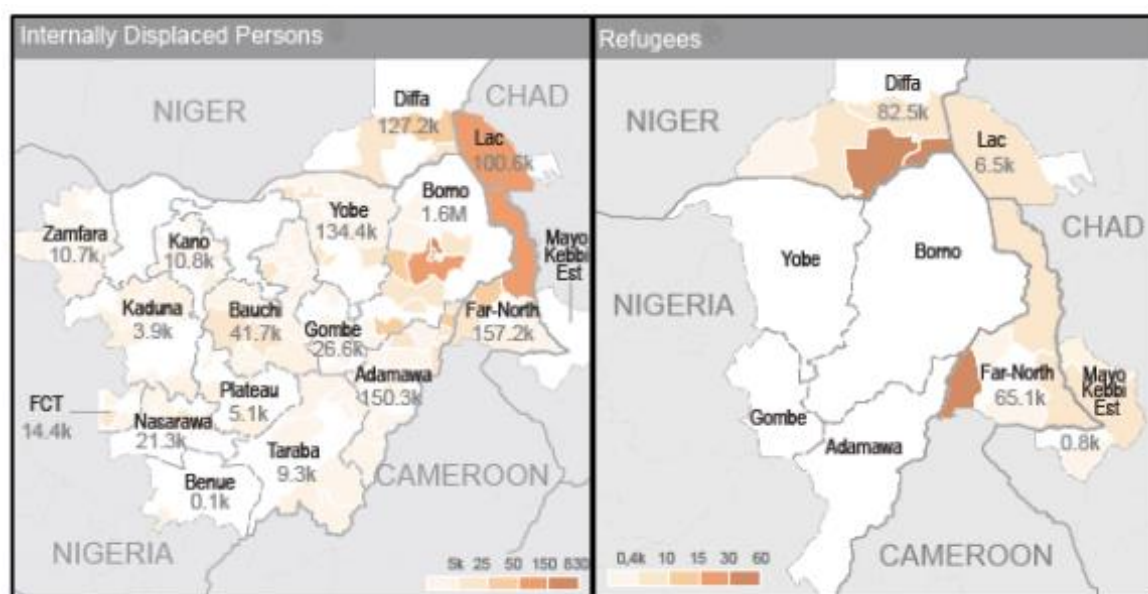 Internally Displaced Persons
NIGER
CHAD
Diffa
127.2k
Lac
100.6k
Borno
1.6M
Yobe
134.4k
Zamfara
10.7k
Kano
10.8k
Mayo
Kebbi
Est
Kaduna
3.9k
Bauchi
41.7k
Gombe
26.6k
Far-North
157.2k
Adamawa
150.3k
Plateau
5.1k
FCT
14.4k
Nasarawa
21.3k
Taraba
9.3k
Benue
0.1k
CAMEROON
NIGERIA
5k 25 50 150 830
Refugees
Diffa
82.5k
NIGER
Lac
6.5k
CHAD
Yobe
Borno
NIGERIA
Far-North
65.1k
Mayo
Kebbi
Est
0.8k
Gombe
Adamawa
CAMEROON
0,4k 10 15 30 60